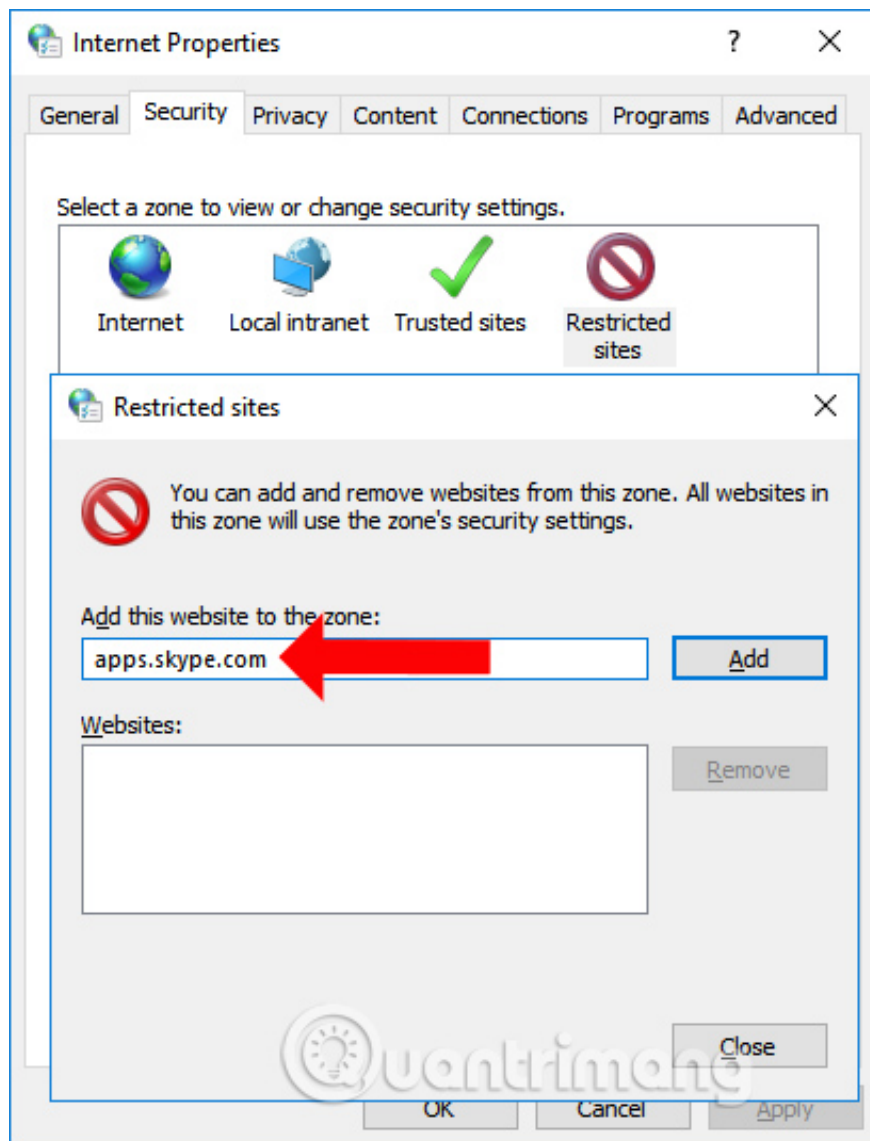 Internet Properties
General Security Privacy Content Connections Programs Advanced
Select a zone to view or change security settings.
Internet Local intranet Trusted sites Restricted sites
Restricted sites
You can add and remove websites from this zone. All websites in
this zone will use the zone's security settings.
Add this website to the zone:
apps.skype.com Add
Websites:
Remove
Close
Quantrimang
OK Cancel Apply